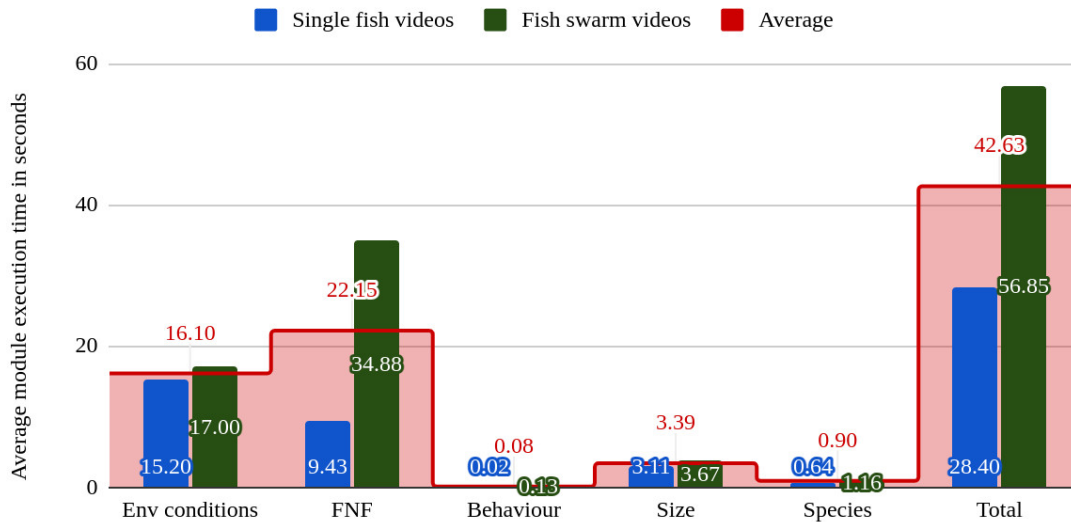 Single fish videos
Fish swarm videos
Average
Average module execution time in seconds
60
40
20
0
16.10
15.20
17.00
22.15
9.43
34.88
0.08
0.02
0.13
3.39
3.11
3.67
0.90
0.64
1.16
42.63
28.40
56.85
Env conditions
FNF
Behaviour
Size
Species
Total